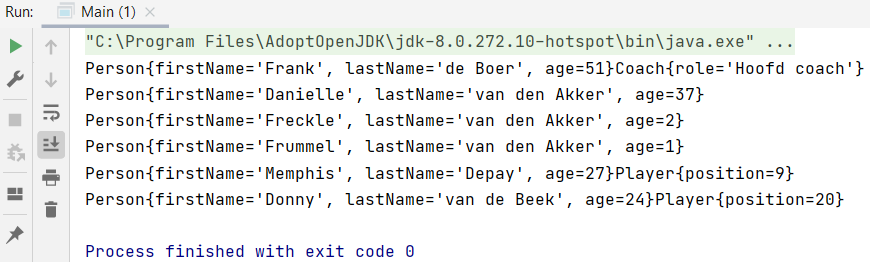 Run: Main (1)
"C:\Program Files\AdoptOpenJDK\jdk-8.0.272.10-hotspot\bin\java.exe" ...
Person{firstName='Frank', lastName='de Boer', age=51}Coach{role='Hoofd coach'}
Person{firstName='Danielle', lastName='van den Akker', age=37}
Person{firstName='Freckle', lastName='van den Akker', age=2}
Person{firstName='Frummel', lastName='van den Akker', age=1}
Person{firstName='Memphis', lastName='Depay', age=27}Player{position=9}
Person{firstName='Donny', lastName='van de Beek', age=24}Player{position=20}
Process finished with exit code 0